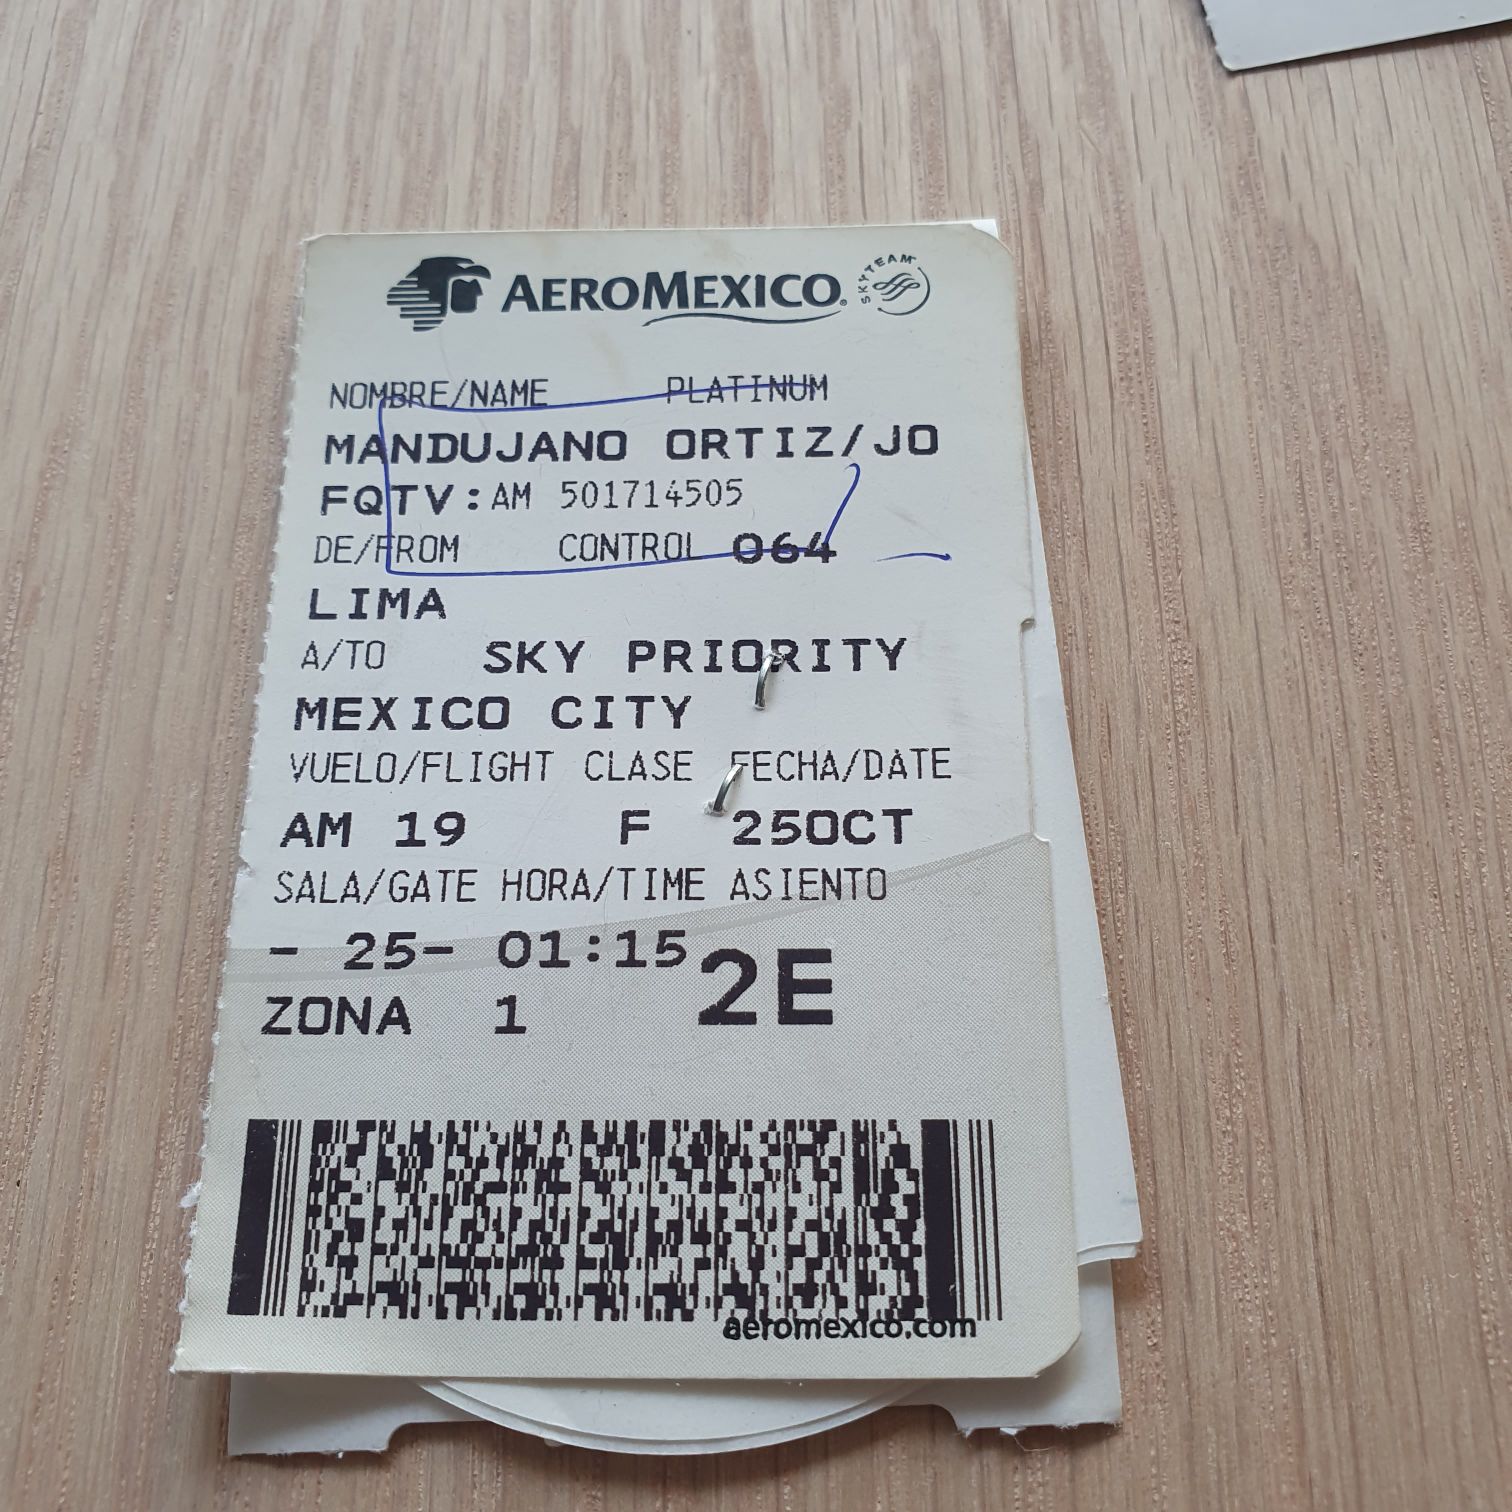 AEROMEXICO. SKYTEAM
NOMBRE/NAME PLATINUM
MANDUJANO ORTIZ/JO
FQTV:AM 501714505
DE/FROM CONTROL 064
LIMA
A/TO SKY PRIORITY
MEXICO CITY
VUELO/FLIGHT CLASE FECHA/DATE
AM 19 F 25OCT
SALA/GATE HORA/TIME ASIENTO
- 25- 01:15 2E
ZONA 1
aeromexico.com